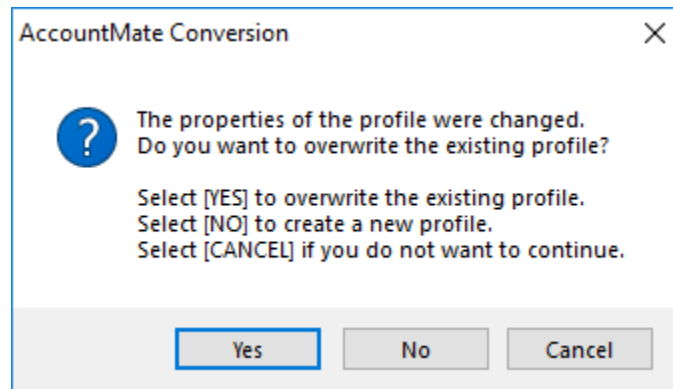 AccountMate Conversion
The properties of the profile were changed.
Do you want to overwrite the existing profile?
Select [YES] to overwrite the existing profile.
Select [NO] to create a new profile.
Select [CANCEL] if you do not want to continue.
Yes
No
Cancel